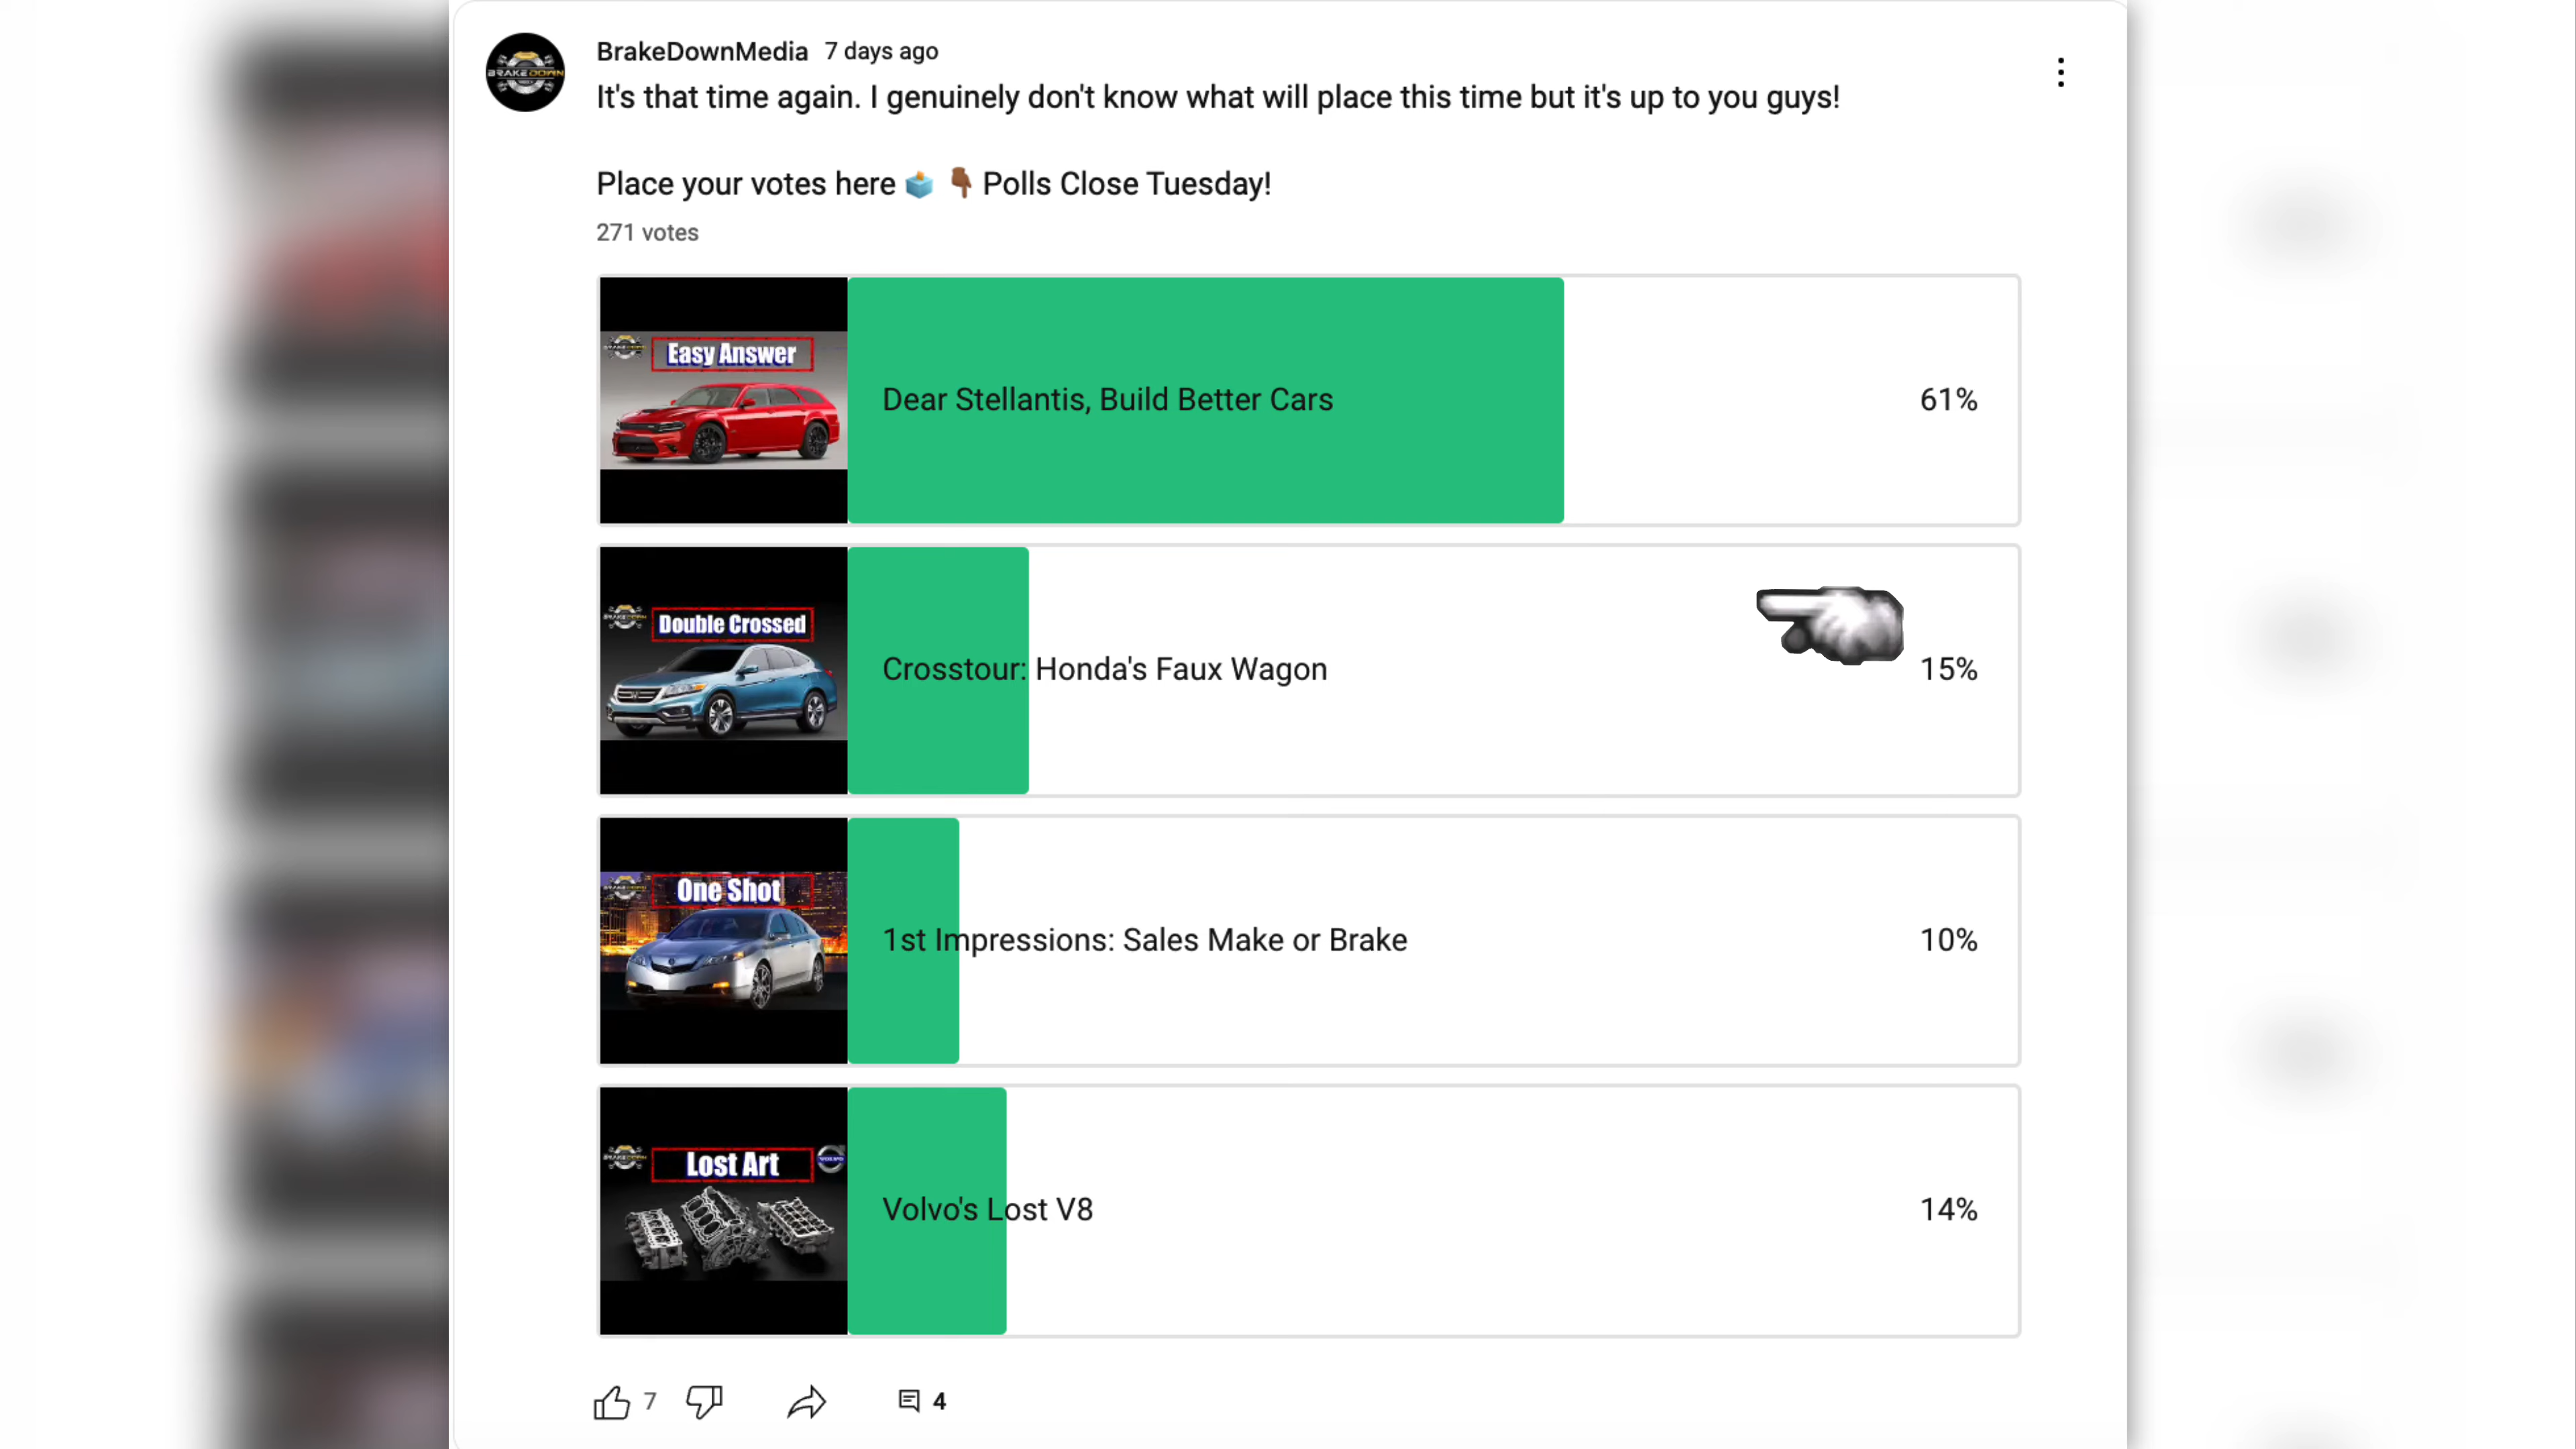 BrakeDownMedia 7 days ago
It's that time again. I genuinely don't know what will place this time but it's up to you guys!
Place your votes here 🗳️ 👇🏾 Polls Close Tuesday!
271 votes
Easy Answer
Dear Stellantis, Build Better Cars
61%
Double Crossed
Crosstour: Honda's Faux Wagon
15%
One Shot
1st Impressions: Sales Make or Brake
10%
Lost Art
VOLVO
Volvo's Lost V8
14%
7
4
BRAKEDOWN